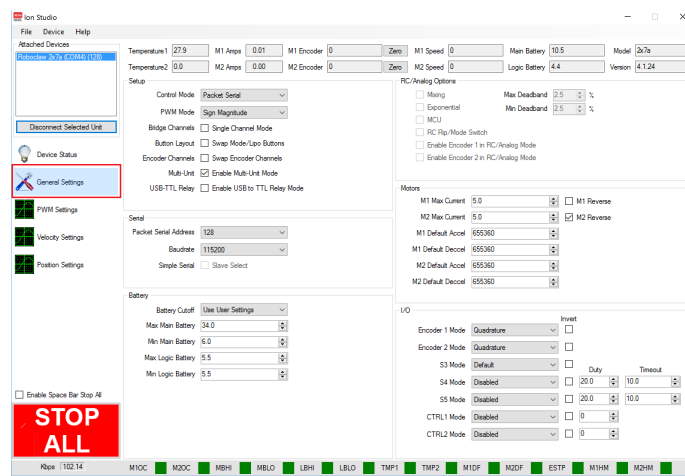 Ion Studio
File Device Help
Attached Devices
Roboclaw 2x7a (COM4) (128)
Disconnect Selected Unit
Device Status
General Settings
PWM Settings
Velocity Settings
Position Settings
Enable Space Bar Stop All
STOP
ALL
Kbps 102.14
Temperature1 27.9 M1 Amps 0.01 M1 Encoder 0 Zero M1 Speed 0 Main Battery 10.5 Model 2x7a
Temperature2 0.0 M2 Amps 0.00 M2 Encoder 0 Zero M2 Speed 0 Logic Battery 4.4 Version 4.1.24
Setup
Control Mode Packet Serial
PWM Mode Sign Magnitude
Bridge Channels Single Channel Mode
Button Layout Swap Mode/Lipo Buttons
Encoder Channels Swap Encoder Channels
Multi-Unit Enable Multi-Unit Mode
USB-TTL Relay Enable USB to TTL Relay Mode
Serial
Packet Serial Address 128
Baudrate 115200
Simple Serial Slave Select
Battery
Battery Cutoff Use User Settings
Max Main Battery 34.0
Min Main Battery 6.0
Max Logic Battery 5.5
Min Logic Battery 5.5
RC/Analog Options
Mixing Max Deadband 2.5 %
Exponential Min Deadband 2.5 %
MCU
RC Flip/Mode Switch
Enable Encoder 1 in RC/Analog Mode
Enable Encoder 2 in RC/Analog Mode
Motors
M1 Max Current 5.0 M1 Reverse
M2 Max Current 5.0 M2 Reverse
M1 Default Accel 655360
M1 Default Deccel 655360
M2 Default Accel 655360
M2 Default Deccel 655360
I/O
Invert
Encoder 1 Mode Quadrature
Encoder 2 Mode Quadrature
S3 Mode Default Duty Timeout
S4 Mode Disabled 20.0 10.0
S5 Mode Disabled 20.0 10.0
CTRL1 Mode Disabled 0
CTRL2 Mode Disabled 0
M1OC M2OC MBHI MBLO LBHI LBLO TMP1 TMP2 M1DF M2DF ESTP M1HM M2HM